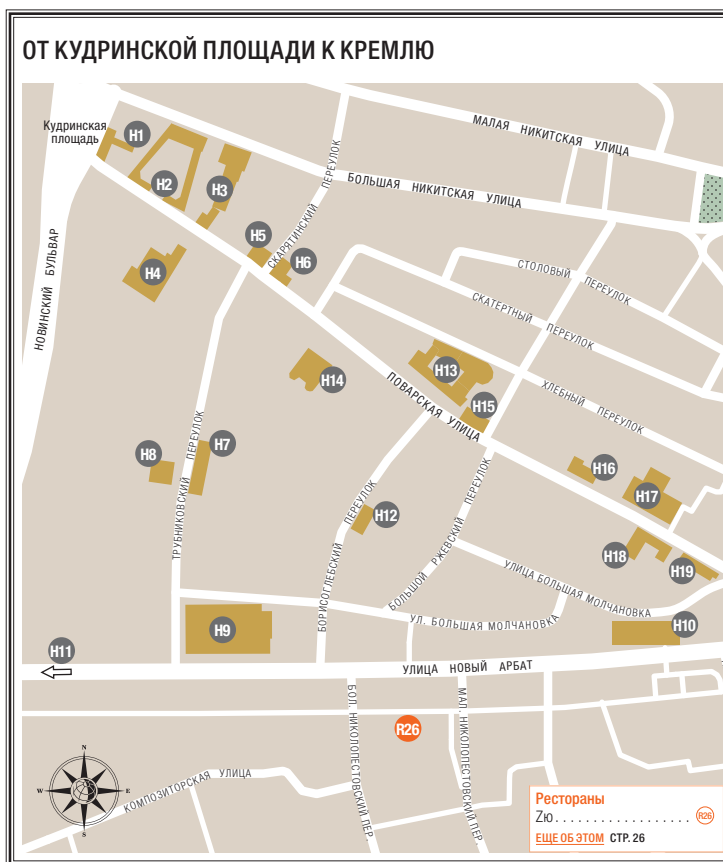 ОТ КУДРИНСКОЙ ПЛОЩАДИ К КРЕМЛЮ
Кудринская
площадь
H1
H2
H3
МАЛАЯ НИКИТСКАЯ УЛИЦА
БОЛЬШАЯ НИКИТСКАЯ УЛИЦА
СКАРЯТИНСКИЙ ПЕРЕУЛОК
НОВИНСКИЙ БУЛЬВАР
H4
H5
H6
СТОЛОВЫЙ ПЕРЕУЛОК
СКАТЕРТНЫЙ ПЕРЕУЛОК
ХЛЕБНЫЙ ПЕРЕУЛОК
ПОВАРСКАЯ УЛИЦА
H13
H14
H15
H7
H8
ТРУБНИКОВСКИЙ ПЕРЕУЛОК
H16
H17
H12
БОРИСОГЛЕБСКИЙ ПЕРЕУЛОК
БОЛЬШОЙ РЖЕВСКИЙ ПЕРЕУЛОК
H18
H19
УЛИЦА БОЛЬШАЯ МОЛЧАНОВКА
УЛ. БОЛЬШАЯ МОЛЧАНОВКА
H9
H10
H11
УЛИЦА НОВЫЙ АРБАТ
БОЛ. НИКОЛОПЕСТОВСКИЙ ПЕР.
МАЛ. НИКОЛОПЕСТОВСКИЙ ПЕР.
R26
КОМПОЗИТОРСКАЯ УЛИЦА
N
W
E
S
Рестораны
Zю.................. R26
ЕЩЕ ОБ ЭТОМ СТР. 26